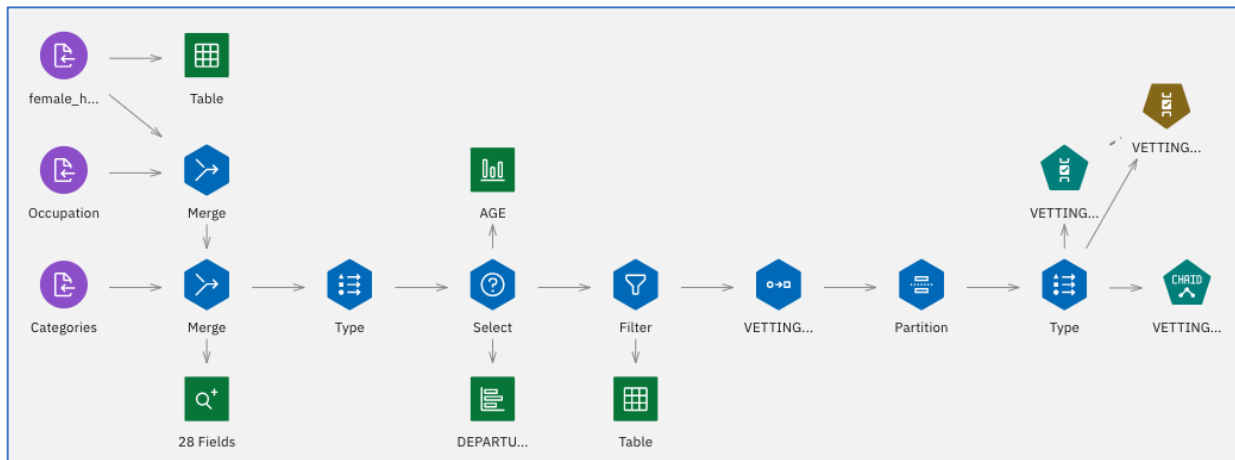 female_h...
Table
Occupation
Merge
AGE
VETTING...
VETTING...
Categories
Merge
Type
Select
Filter
VETTING...
Partition
Type
CHAID
VETTING...
28 Fields
DEPARTU...
Table